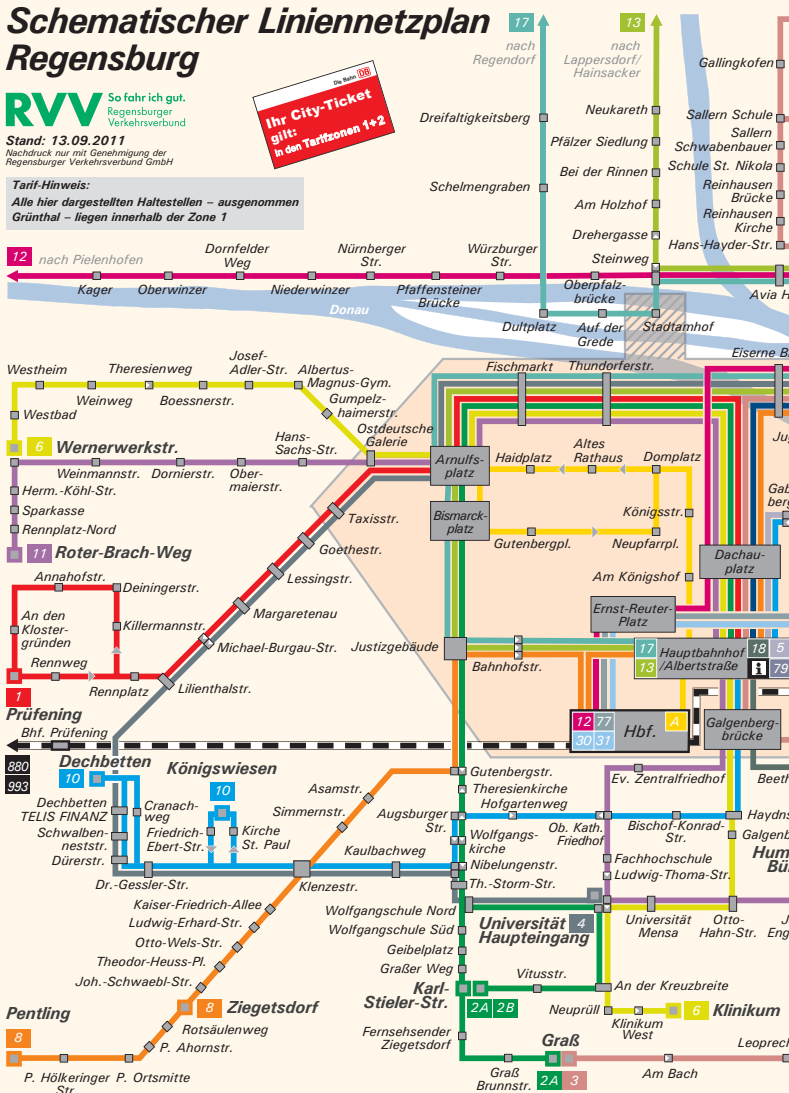 Schematischer Liniennetzplan
Regensburg
RVV
So fahr ich gut.
Regensburger
Verkehrsverbund
Stand: 13.09.2011
Nachdruck nur mit Genehmigung der
Regensburger Verkehrsverbund GmbH
Die Bahn DB
Ihr City-Ticket
gilt:
in den Tarifzonen 1+2
Tarif-Hinweis:
Alle hier dargestellten Haltestellen – ausgenommen
Grünthal – liegen innerhalb der Zone 1
17
nach
Regendorf
13
nach
Lappersdorf/
Hainsacker
Dreifaltigkeitsberg
Schelmengraben
Neukareth
Pfälzer Siedlung
Bei der Rinnen
Am Holzhof
Drehergasse
Steinweg
Gallingkofen
Sallern Schule
Sallern
Schwabenbauer
Schule St. Nikola
Reinhausen
Brücke
Reinhausen
Kirche
Hans-Hayder-Str.
12
nach Pielenhofen
Dornfelder
Weg
Nürnberger
Str.
Würzburger
Str.
Kager
Oberwinzer
Niederwinzer
Pfaffensteiner
Brücke
Oberpfalz-
brücke
Avia H
Donau
Dultplatz
Auf der
Grede
Stadtamhof
Eiserne B
Westheim
Theresienweg
Josef-
Adler-Str.
Albertus-
Magnus-Gym.
Weinweg
Boessnerstr.
Gumpelz-
haimerstr.
Westbad
Fischmarkt
Thundorferstr.
6
Wernerwerkstr.
Hans-
Sachs-Str.
Ostdeutsche
Galerie
Weinmannstr.
Dornierstr.
Ober-
maierstr.
Herm.-Köhl-Str.
Sparkasse
Rennplatz-Nord
11
Roter-Brach-Weg
Arnulfs-
platz
Haidplatz
Altes
Rathaus
Domplatz
Jug
Bismarck-
platz
Königsstr.
Gab
berg
Gutenbergpl.
Neupfarrpl.
Am Königshof
Dachau-
platz
Ernst-Reuter-
Platz
Taxisstr.
Goethestr.
Lessingstr.
Margaretenau
Michael-Burgau-Str.
Lilienthalstr.
Annahofstr.
Deiningerstr.
An den
Kloster-
gründen
Killermannstr.
Rennweg
Rennplatz
1
Prüfening
Justizgebäude
Bahnhofstr.
17
13
Hauptbahnhof
/Albertstraße
18
i
5
79
12
77
30
31
Hbf.
A
Galgenberg-
brücke
Bhf. Prüfening
880
993
Dechbetten
10
Königswiesen
10
Dechbetten
TELIS FINANZ
Cranach-
weg
Schwalben-
neststr.
Dürerstr.
Friedrich-
Ebert-Str.
Kirche
St. Paul
Asamstr.
Simmernstr.
Kaulbachweg
Dr.-Gessler-Str.
Klenzestr.
Gutenbergstr.
Theresienkirche
Hofgartenweg
Augsburger
Str.
Wolfgangs-
kirche
Nibelungenstr.
Th.-Storm-Str.
Ev. Zentralfriedhof
Beeth
Ob. Kath.
Friedhof
Bischof-Konrad-
Str.
Haydns
Galgenb
Hum
Bü
Fachhochschule
Ludwig-Thoma-Str.
Kaiser-Friedrich-Allee
Ludwig-Erhard-Str.
Otto-Wels-Str.
Theodor-Heuss-Pl.
Joh.-Schwaebl-Str.
Wolfgangschule Nord
Wolfgangschule Süd
Geibelplatz
Graßer Weg
Universität
Haupteingang
4
Universität
Mensa
Otto-
Hahn-Str.
J
Eng
Karl-
Stieler-Str.
2A
2B
Vitusstr.
An der Kreuzbreite
Neuprüll
Klinikum
West
6
Klinikum
Pentling
8
8
Ziegetsdorf
Rotsäulenweg
P. Ahornstr.
P. Hölkeringer
Str.
P. Ortsmitte
Fernsehsender
Ziegetsdorf
Graß
Graß
Brunnstr.
2A
3
Am Bach
Leoprech